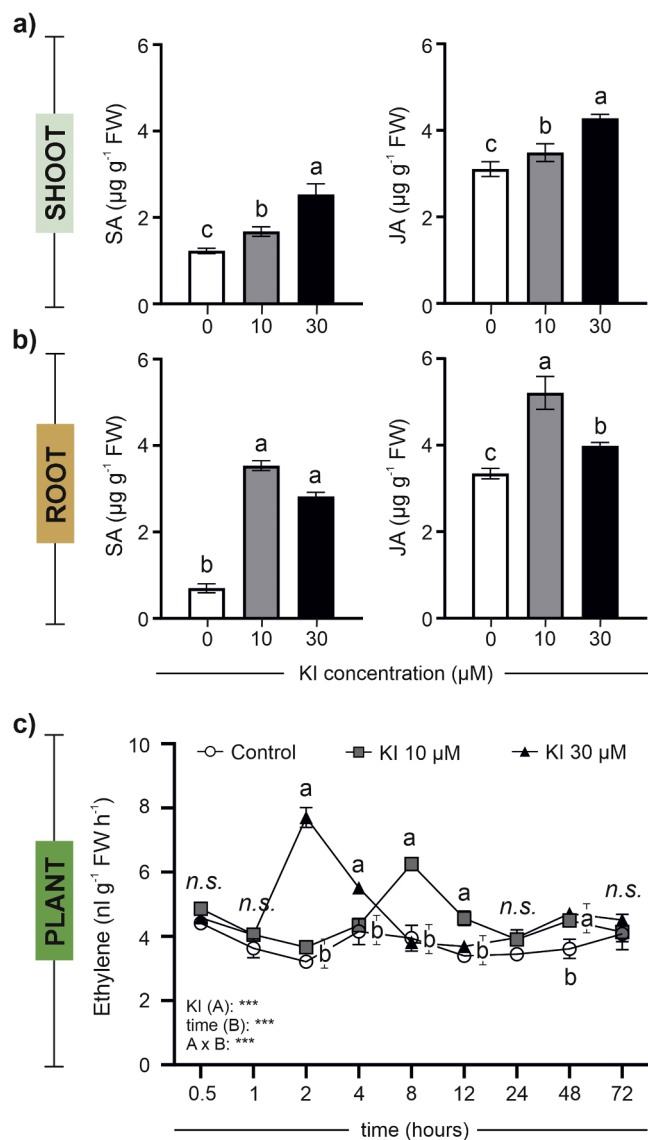 a)
SHOOT
SA (µg g⁻¹ FW)
6
4
2
0
c
b
a
0 10 30
JA (µg g⁻¹ FW)
6
4
2
0
c
b
a
0 10 30
b)
ROOT
SA (µg g⁻¹ FW)
6
4
2
0
b
a
a
0 10 30
JA (µg g⁻¹ FW)
6
4
2
0
c
a
b
0 10 30
KI concentration (µM)
c)
PLANT
Ethylene (nl g⁻¹ FW h⁻¹)
10
8
6
4
2
0
Control KI 10 µM KI 30 µM
n.s.
n.s.
a
b
a
b
a
b
a
b
n.s.
a
b
n.s.
KI (A): ***
time (B): ***
A x B: ***
0.5 1 2 4 8 12 24 48 72
time (hours)